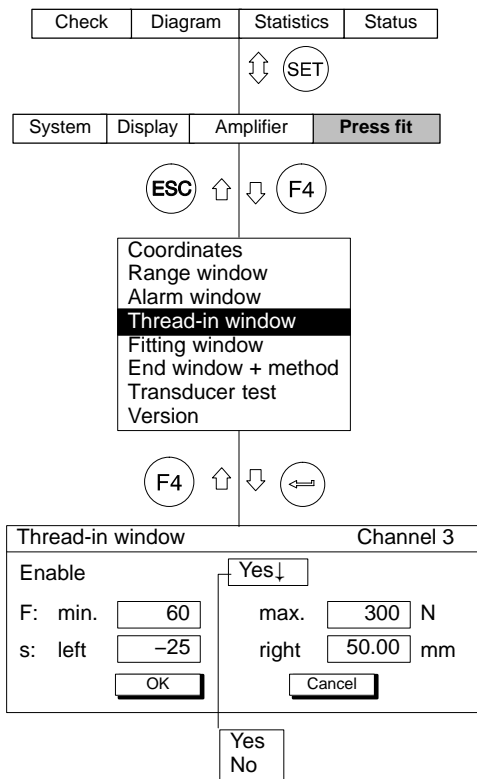 Check Diagram Statistics Status
SET
System Display Amplifier Press fit
ESC F4
Coordinates
Range window
Alarm window
Thread-in window
Fitting window
End window + method
Transducer test
Version
F4
Thread-in window Channel 3
Enable Yes↓
F: min. 60 max. 300 N
s: left −25 right 50.00 mm
OK Cancel
Yes
No